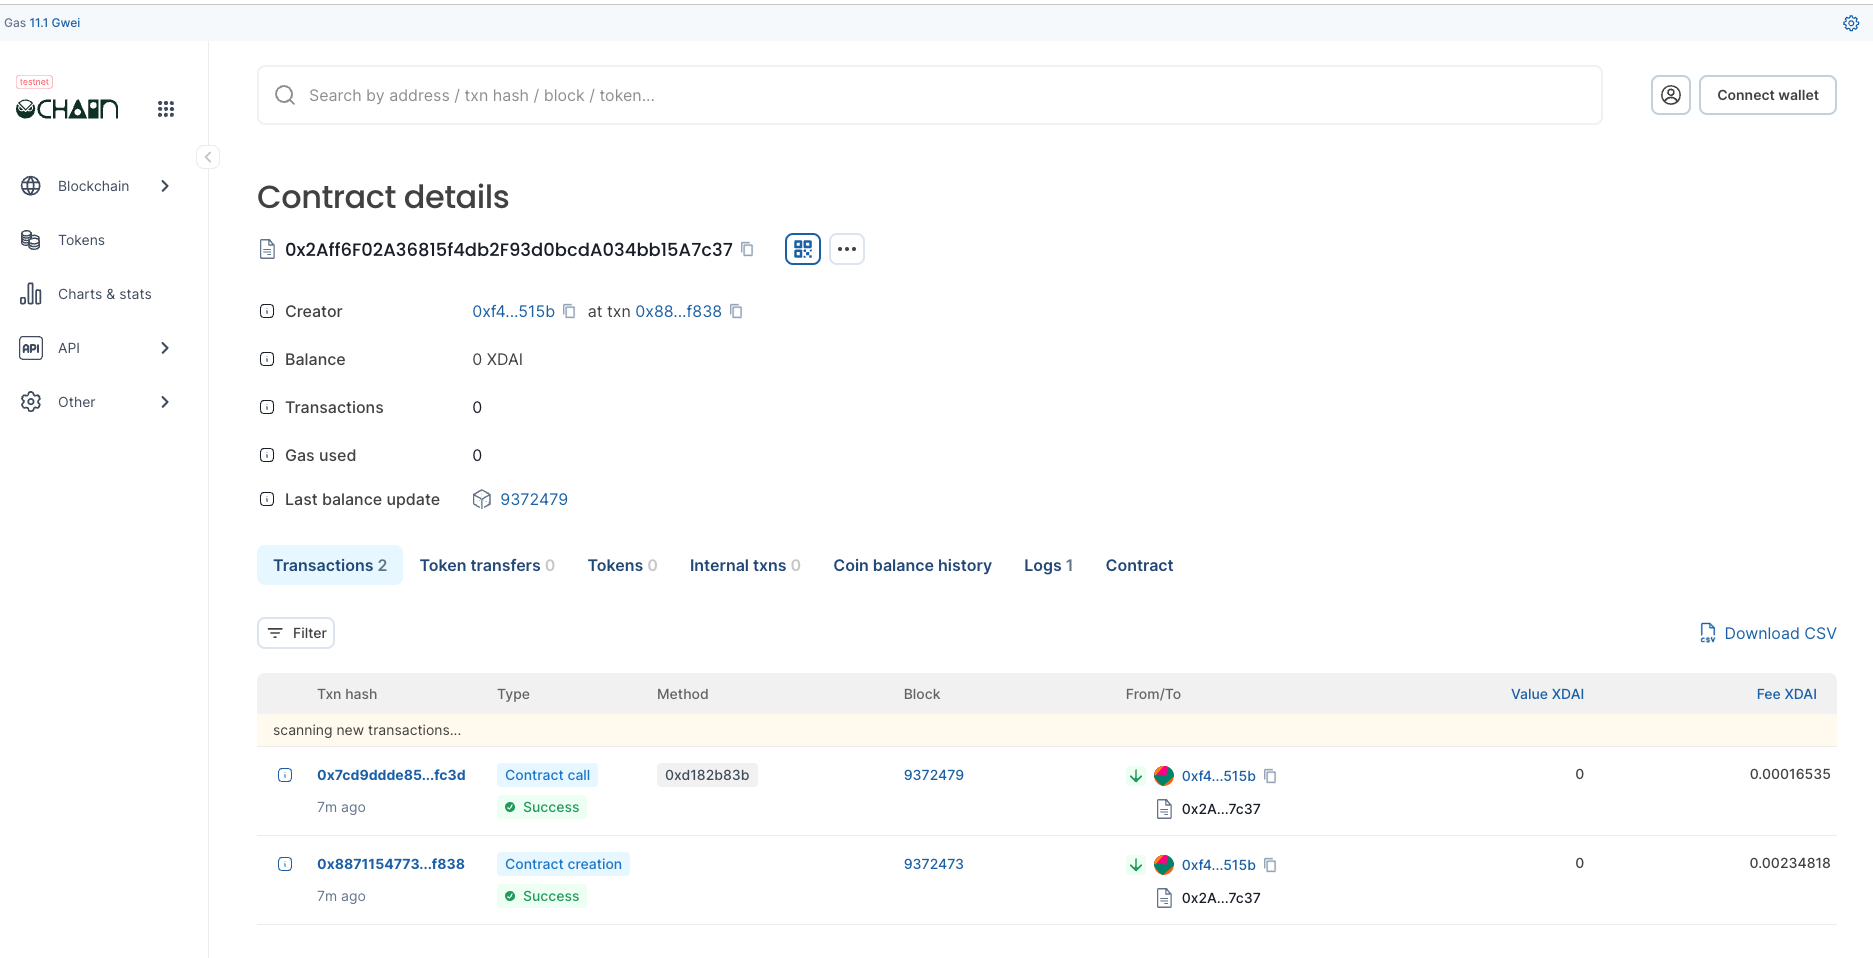 Gas 11.1 Gwei
testnet
CHAIN
Search by address / txn hash / block / token...
Connect wallet
Blockchain
Tokens
Charts & stats
API
API
Other
Contract details
0x2Aff6F02A36815f4db2F93d0bcdA034bb15A7c37
Creator 0xf4...515b at txn 0x88...f838
Balance 0 XDAI
Transactions 0
Gas used 0
Last balance update 9372479
Transactions 2 Token transfers 0 Tokens 0 Internal txns 0 Coin balance history Logs 1 Contract
Filter
CSV Download CSV
Txn hash Type Method Block From/To Value XDAI Fee XDAI
scanning new transactions...
0x7cd9ddde85...fc3d Contract call 0xd182b83b 9372479 0xf4...515b 0 0.00016535
7m ago Success 0x2A...7c37
0x8871154773...f838 Contract creation 9372473 0xf4...515b 0 0.00234818
7m ago Success 0x2A...7c37